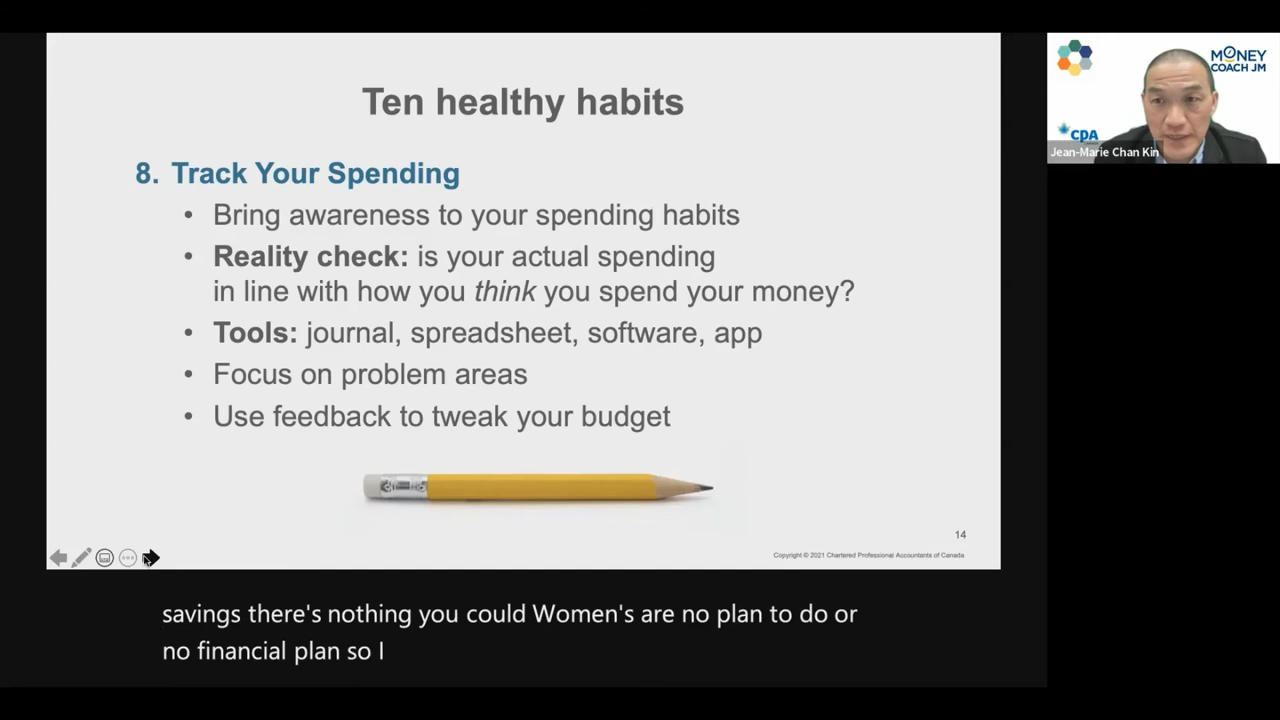 Ten healthy habits
8. Track Your Spending
• Bring awareness to your spending habits
• Reality check: is your actual spending
in line with how you think you spend your money?
• Tools: journal, spreadsheet, software, app
• Focus on problem areas
• Use feedback to tweak your budget
14
Copyright © 2021 Chartered Professional Accountants of Canada
MONEY
COACH JM
CPA
Jean-Marie Chan Kin
savings there's nothing you could Women's are no plan to do or
no financial plan so I